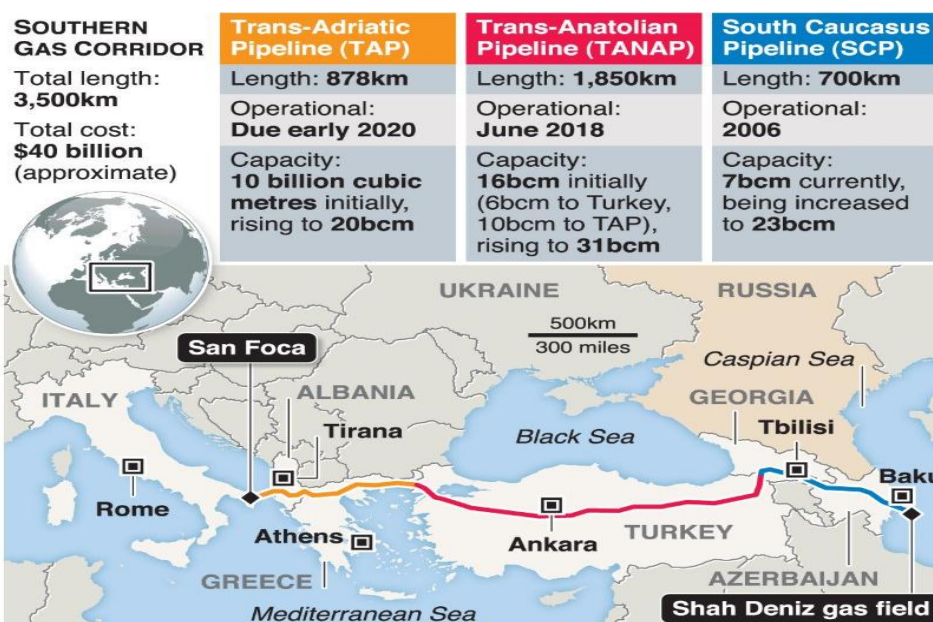 SOUTHERN
GAS CORRIDOR
Total length:
3,500km
Total cost:
$40 billion
(approximate)
Trans-Adriatic
Pipeline (TAP)
Length: 878km
Operational:
Due early 2020
Capacity:
10 billion cubic
metres initially,
rising to 20bcm
Trans-Anatolian
Pipeline (TANAP)
Length: 1,850km
Operational:
June 2018
Capacity:
16bcm initially
(6bcm to Turkey,
10bcm to TAP),
rising to 31bcm
South Caucasus
Pipeline (SCP)
Length: 700km
Operational:
2006
Capacity:
7bcm currently,
being increased
to 23bcm
UKRAINE
RUSSIA
500km
300 miles
San Foca
Caspian Sea
ITALY
ALBANIA
GEORGIA
Tirana
Black Sea
Tbilisi
Rome
Baku
Athens
Ankara
TURKEY
GREECE
AZERBAIJAN
Mediterranean Sea
Shah Deniz gas field